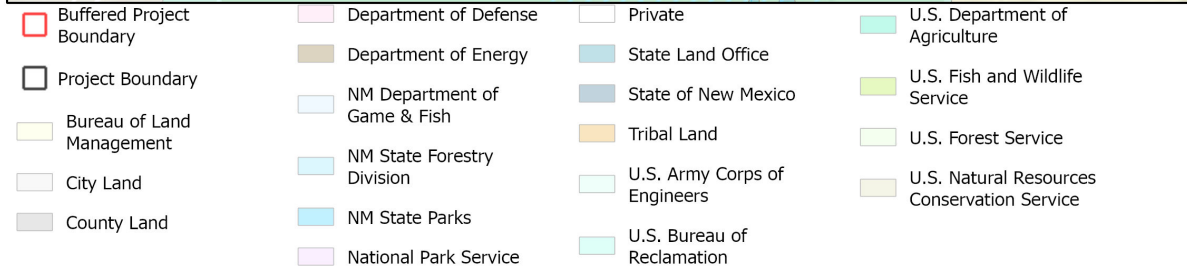 Buffered Project
Boundary
Project Boundary
Bureau of Land
Management
City Land
County Land
Department of Defense
Department of Energy
NM Department of
Game & Fish
NM State Forestry
Division
NM State Parks
National Park Service
Private
State Land Office
State of New Mexico
Tribal Land
U.S. Army Corps of
Engineers
U.S. Bureau of
Reclamation
U.S. Department of
Agriculture
U.S. Fish and Wildlife
Service
U.S. Forest Service
U.S. Natural Resources
Conservation Service